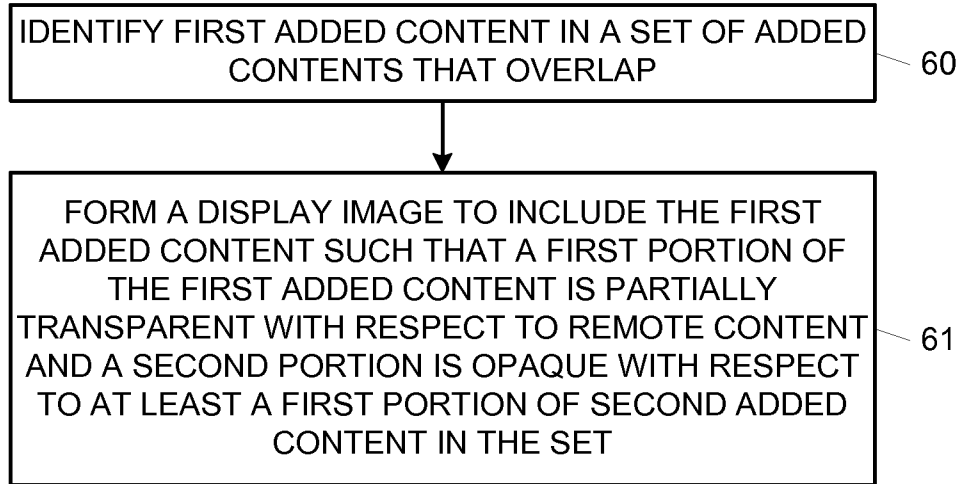 IDENTIFY FIRST ADDED CONTENT IN A SET OF ADDED
CONTENTS THAT OVERLAP
60
FORM A DISPLAY IMAGE TO INCLUDE THE FIRST
ADDED CONTENT SUCH THAT A FIRST PORTION OF
THE FIRST ADDED CONTENT IS PARTIALLY
TRANSPARENT WITH RESPECT TO REMOTE CONTENT
AND A SECOND PORTION IS OPAQUE WITH RESPECT
TO AT LEAST A FIRST PORTION OF SECOND ADDED
CONTENT IN THE SET
61